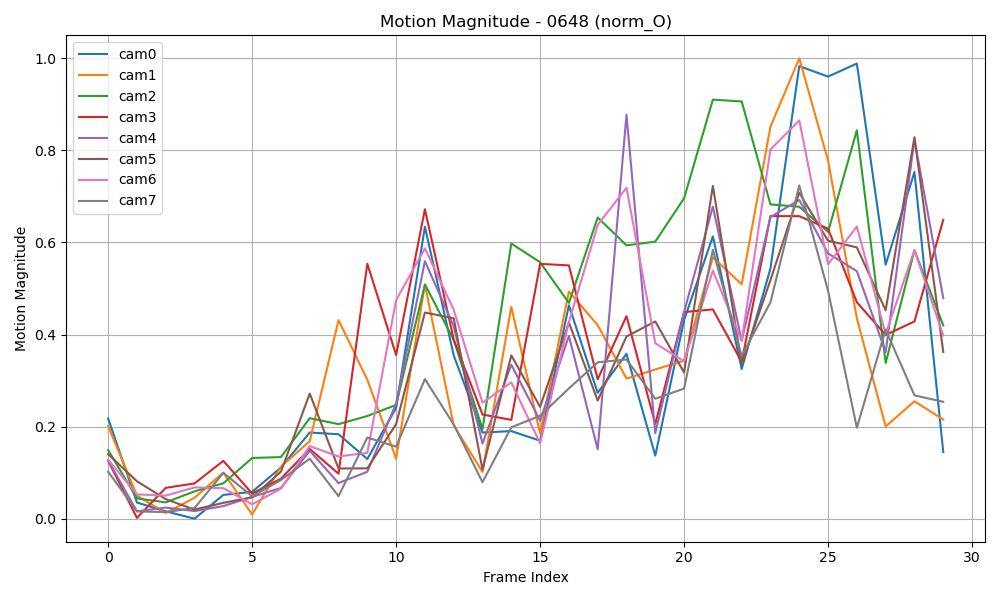 Motion Magnitude - 0648 (norm_O)
1.0
0.8
0.6
0.4
0.2
0.0
Motion Magnitude
cam0
cam1
cam2
cam3
cam4
cam5
cam6
cam7
0 5 10 15 20 25 30
Frame Index